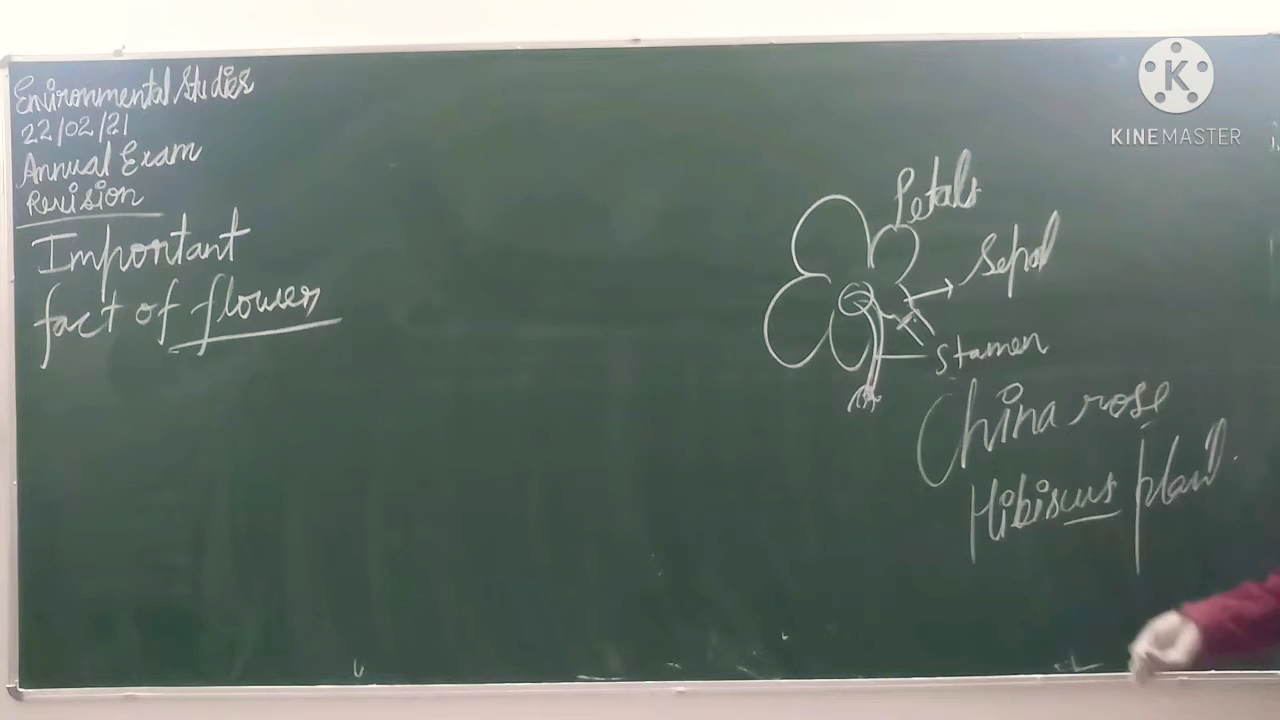 Environmental Studies
22/02/21
Annual Exam
Revision
Important
fact of flower
Petals
Sepal
Stamen
China rose
Hibiscus plant
K
KINEMASTER